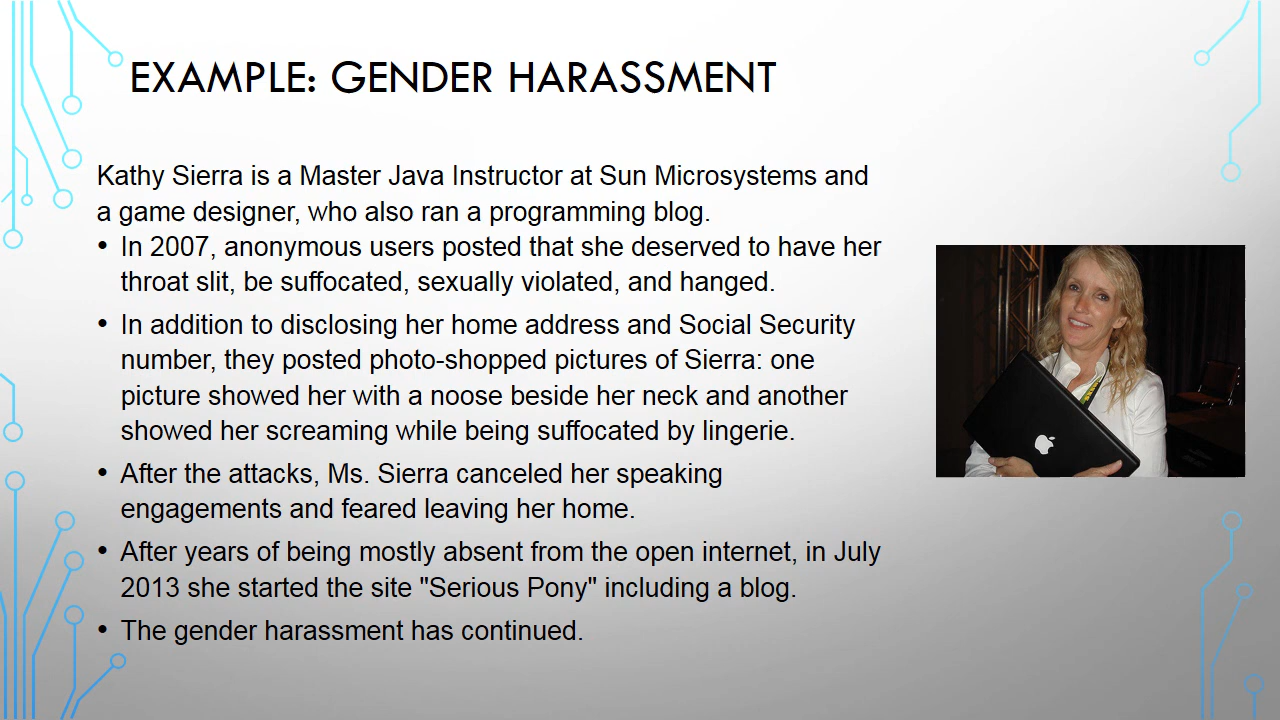 EXAMPLE: GENDER HARASSMENT
Kathy Sierra is a Master Java Instructor at Sun Microsystems and
a game designer, who also ran a programming blog.
• In 2007, anonymous users posted that she deserved to have her
throat slit, be suffocated, sexually violated, and hanged.
• In addition to disclosing her home address and Social Security
number, they posted photo-shopped pictures of Sierra: one
picture showed her with a noose beside her neck and another
showed her screaming while being suffocated by lingerie.
• After the attacks, Ms. Sierra canceled her speaking
engagements and feared leaving her home.
• After years of being mostly absent from the open internet, in July
2013 she started the site "Serious Pony" including a blog.
• The gender harassment has continued.